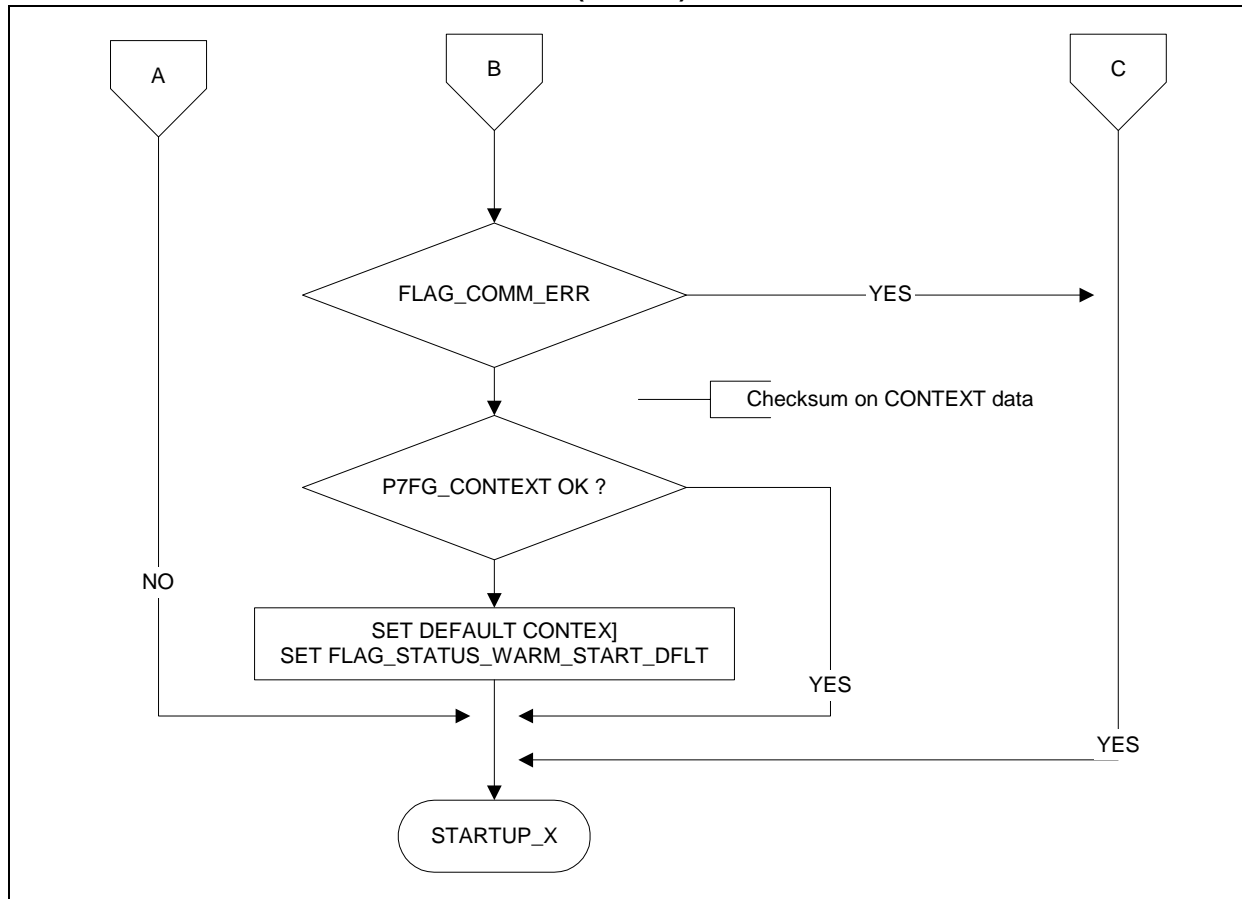 A
B
C
FLAG_COMM_ERR
YES
Checksum on CONTEXT data
P7FG_CONTEXT OK ?
NO
SET DEFAULT CONTEX]
SET FLAG_STATUS_WARM_START_DFLT
YES
YES
STARTUP_X